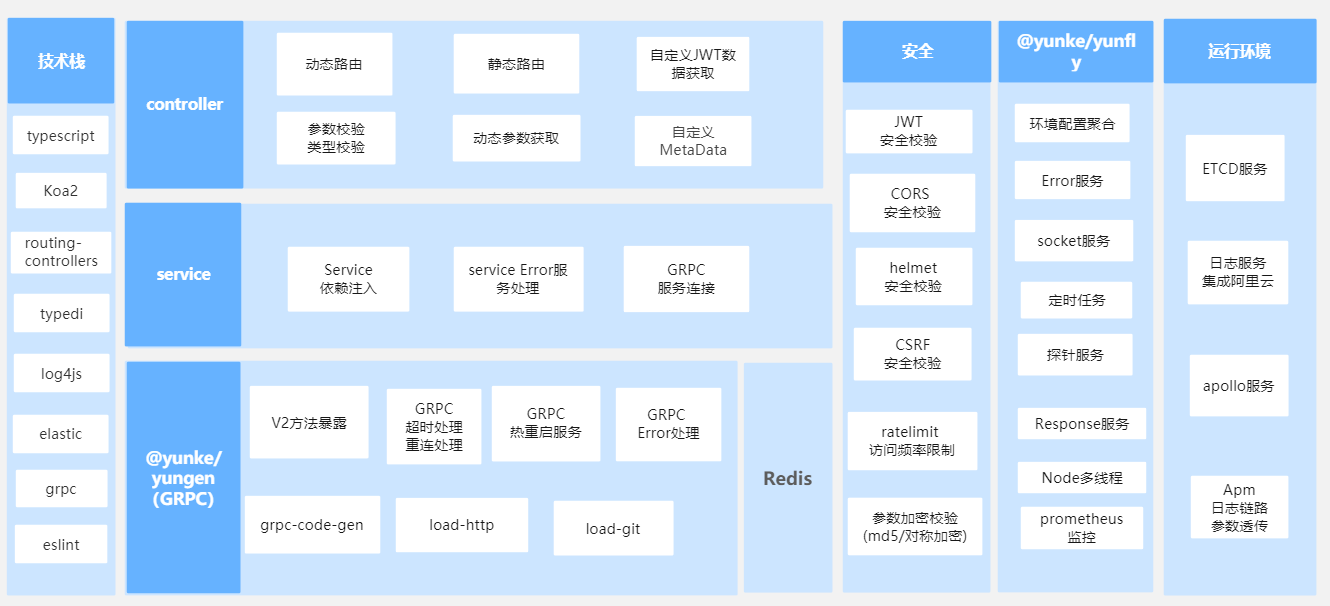 技术栈
typescript
Koa2
routing-
controllers
typedi
log4js
elastic
grpc
eslint
controller
动态路由
静态路由
自定义JWT数
据获取
参数校验
类型校验
动态参数获取
自定义
MetaData
service
Service
依赖注入
service Error服
务处理
GRPC
服务连接
@yunke/
yungen
(GRPC)
V2方法暴露
GRPC
超时处理
重连处理
GRPC
热重启服务
GRPC
Error处理
grpc-code-gen
load-http
load-git
Redis
安全
JWT
安全校验
CORS
安全校验
helmet
安全校验
CSRF
安全校验
ratelimit
访问频率限制
参数加密校验
(md5/对称加密)
@yunke/yunfl
y
环境配置聚合
Error服务
socket服务
定时任务
探针服务
Response服务
Node多线程
prometheus
监控
运行环境
ETCD服务
日志服务
集成阿里云
apollo服务
Apm
日志链路
参数透传